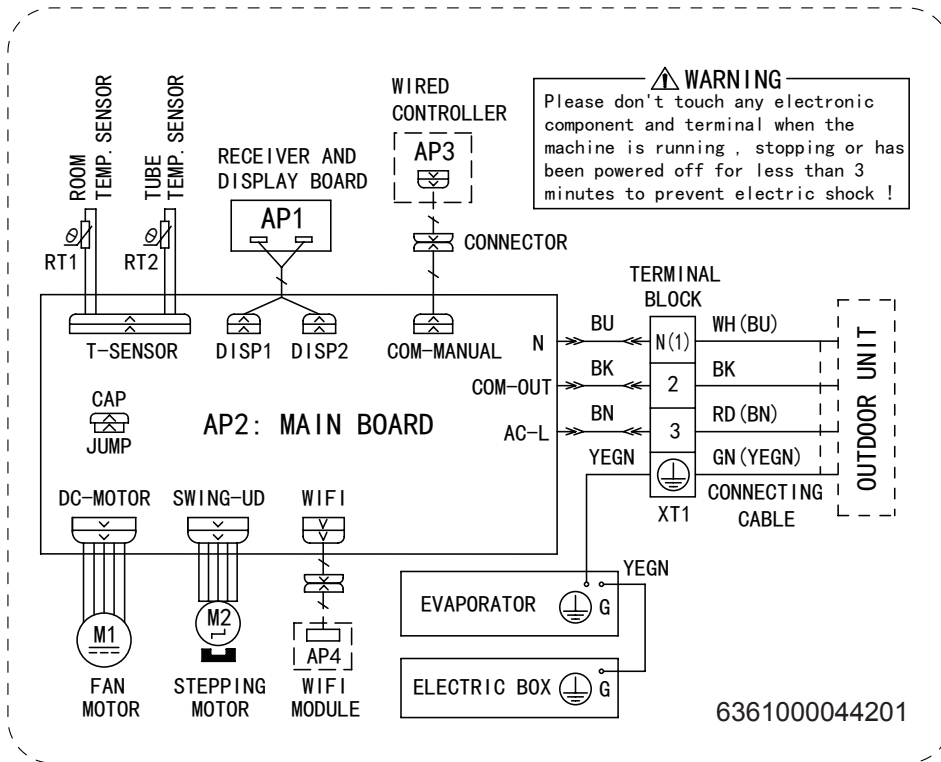 ROOM
TEMP. SENSOR
TUBE
TEMP. SENSOR
RT1
RT2
RECEIVER AND
DISPLAY BOARD
AP1
WIRED
CONTROLLER
AP3
CONNECTOR
WARNING
Please don't touch any electronic
component and terminal when the
machine is running , stopping or has
been powered off for less than 3
minutes to prevent electric shock !
T-SENSOR
DISP1
DISP2
COM-MANUAL
CAP
JUMP
AP2: MAIN BOARD
N
COM-OUT
AC-L
BU
BK
BN
YEGN
TERMINAL
BLOCK
N(1)
2
3
XT1
WH(BU)
BK
RD(BN)
GN(YEGN)
CONNECTING
CABLE
OUTDOOR UNIT
DC-MOTOR
SWING-UD
WIFI
M1
M2
AP4
FAN
MOTOR
STEPPING
MOTOR
WIFI
MODULE
EVAPORATOR
G
YEGN
ELECTRIC BOX
G
6361000044201